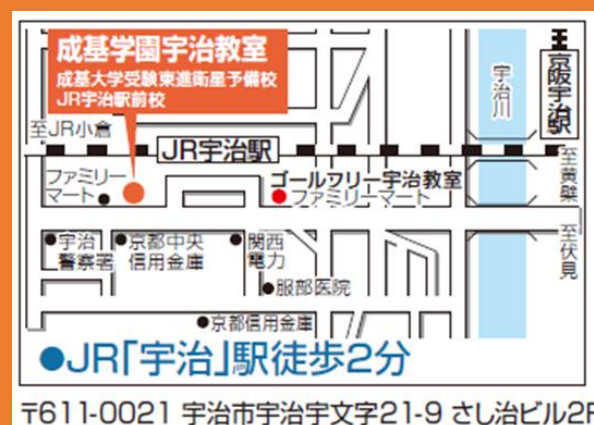 成基学園宇治教室
成基大学受験東進衛星予備校
JR宇治駅前校
至JR小倉
JR宇治駅
宇治川
京阪宇治駅
至黄檗
至伏見
ファミリー
マート
ゴールフリー宇治教室
ファミリーマート
宇治
警察署
京都中央
信用金庫
関西
電力
服部医院
京都信用金庫
●JR「宇治」駅徒歩2分
〒611-0021 宇治市宇治宇文字21-9 さし治ビル2F